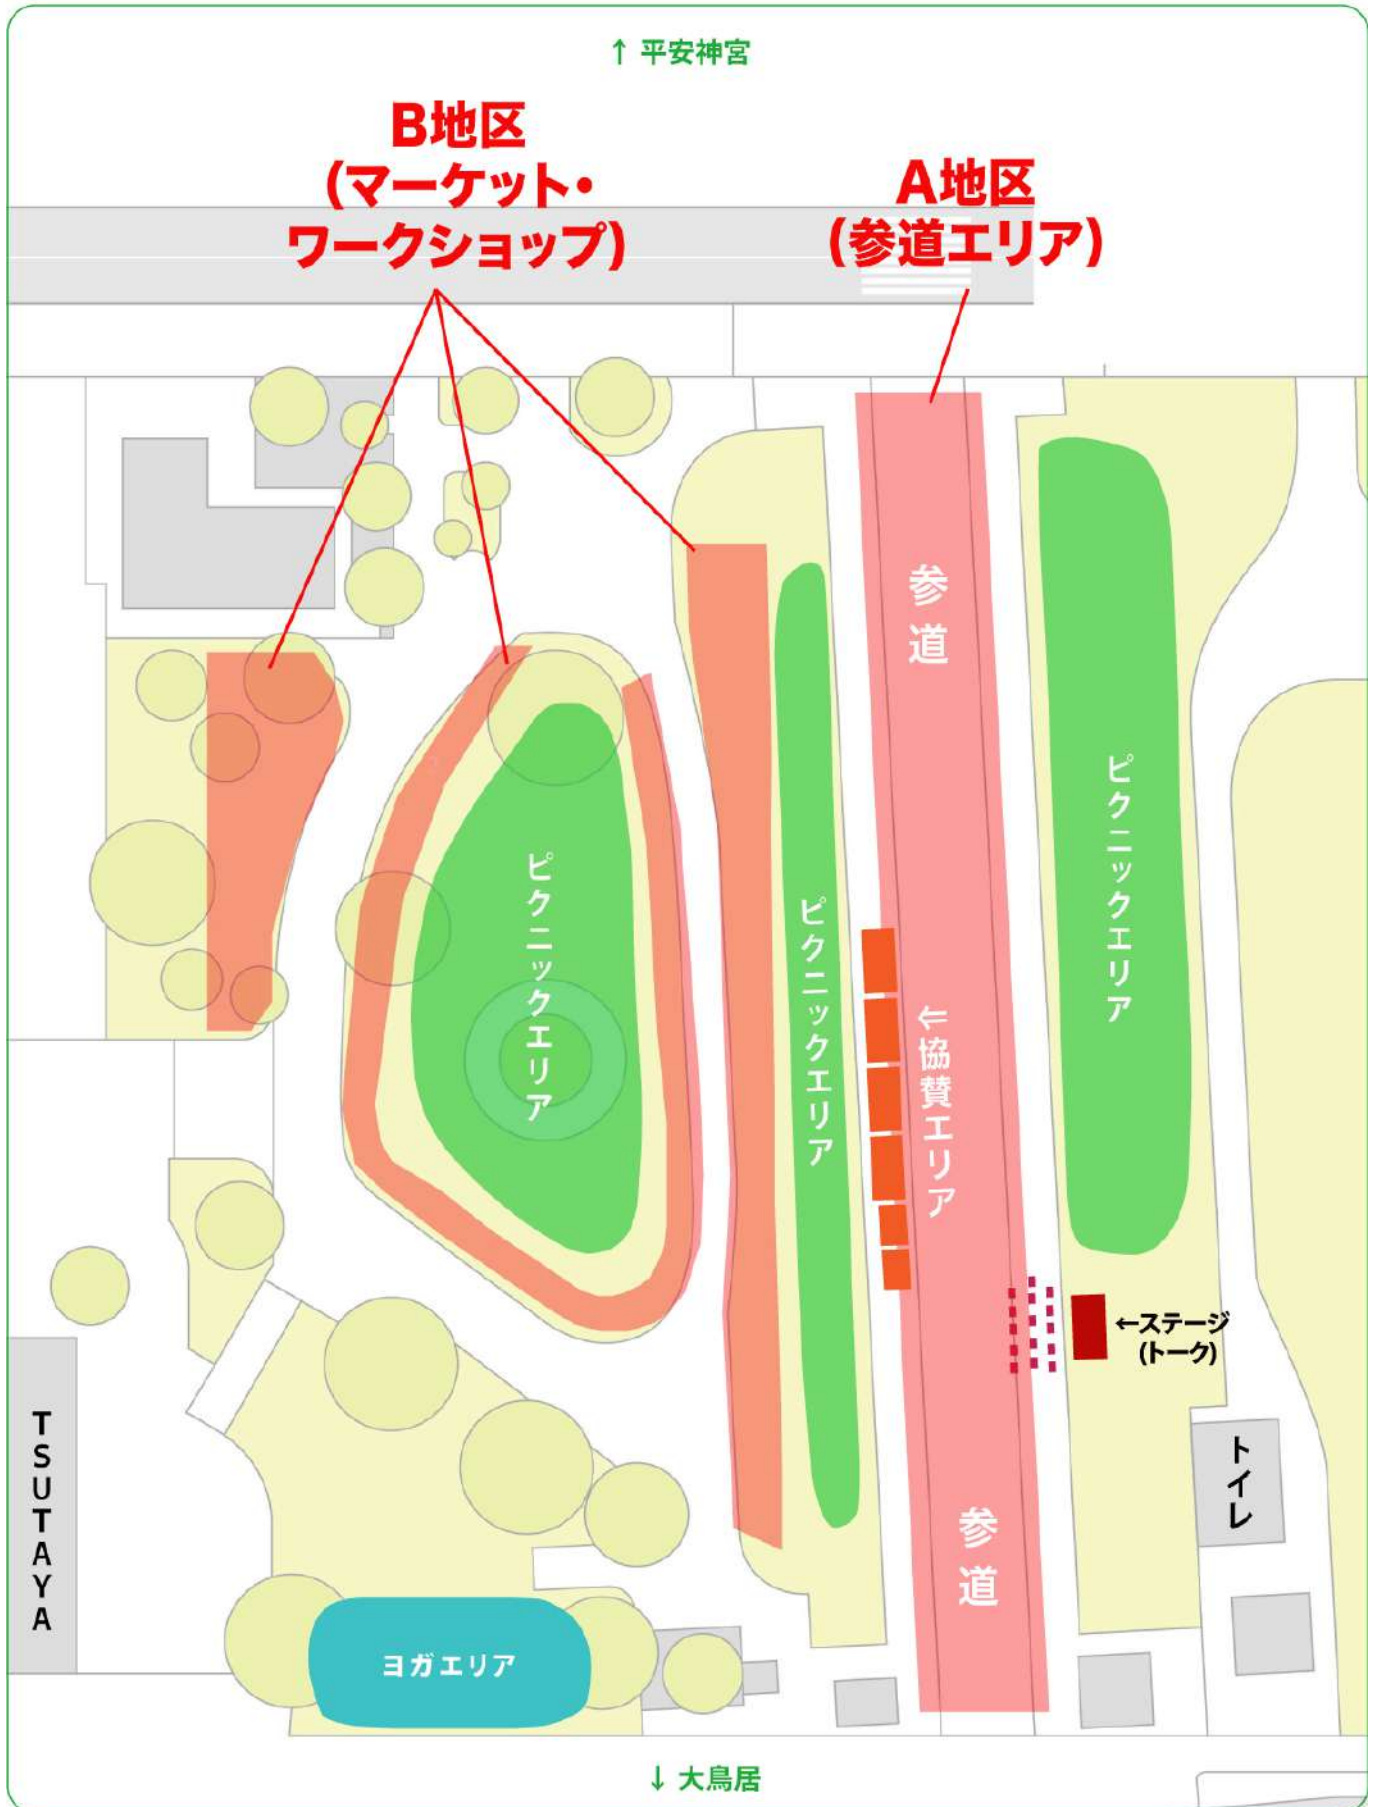 ↑ 平安神宮
B地区
(マーケット・
ワークショップ)
A地区
(参道エリア)
参道
ピクニックエリア
ピクニックエリア
ピクニックエリア
⇐協賛エリア
←ステージ
(トーク)
TSUTAYA
トイレ
参道
ヨガエリア
↓ 大鳥居